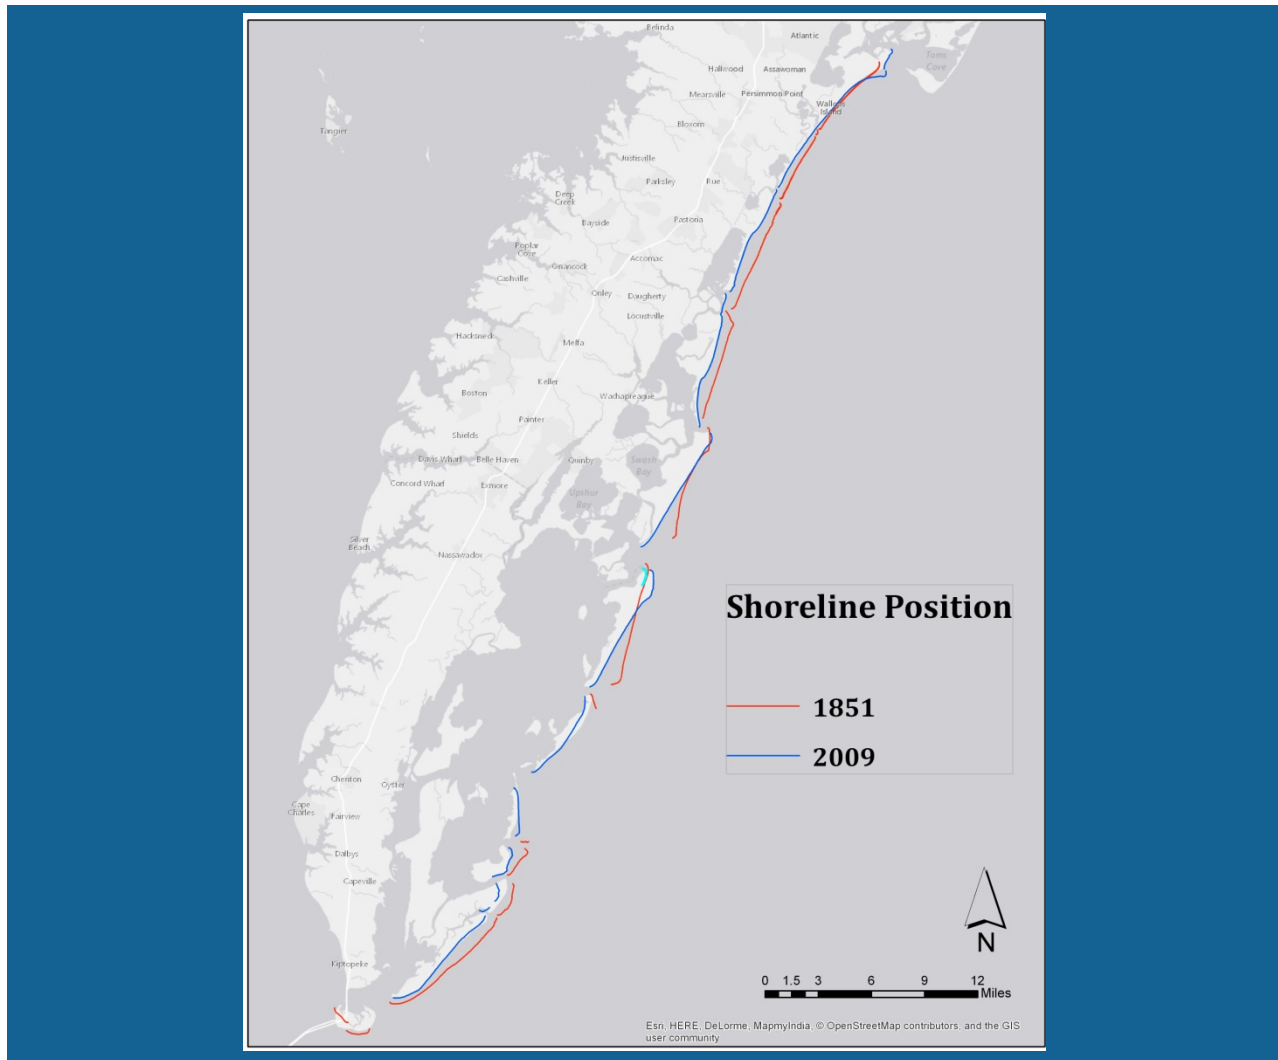 Belinda
Atlantic
Toms
Cove
Hallwood
Assawoman
Mearsville
Persimmon Point
Wallops
Island
Bloxom
Tangier
Justisville
Parksley
Rue
Deep
Creek
Bayside
Pastoria
Poplar
Cove
Accomac
Onancock
Cashville
Onley
Daugherty
Locustville
Hacksneck
Melfa
Keller
Boston
Wachapreague
Painter
Shields
Davis Wharf
Belle Haven
Quinby
Swash
Bay
Concord Wharf
Exmore
Upshur
Bay
Silver
Beach
Nassawadox
Shoreline Position
1851
2009
Cheriton
Oyster
Cape
Charles
Fairview
Dalbys
Capeville
Kiptopeke
N
0 1.5 3 6 9 12
Miles
Esri, HERE, DeLorme, MapmyIndia, © OpenStreetMap contributors, and the GIS
user community